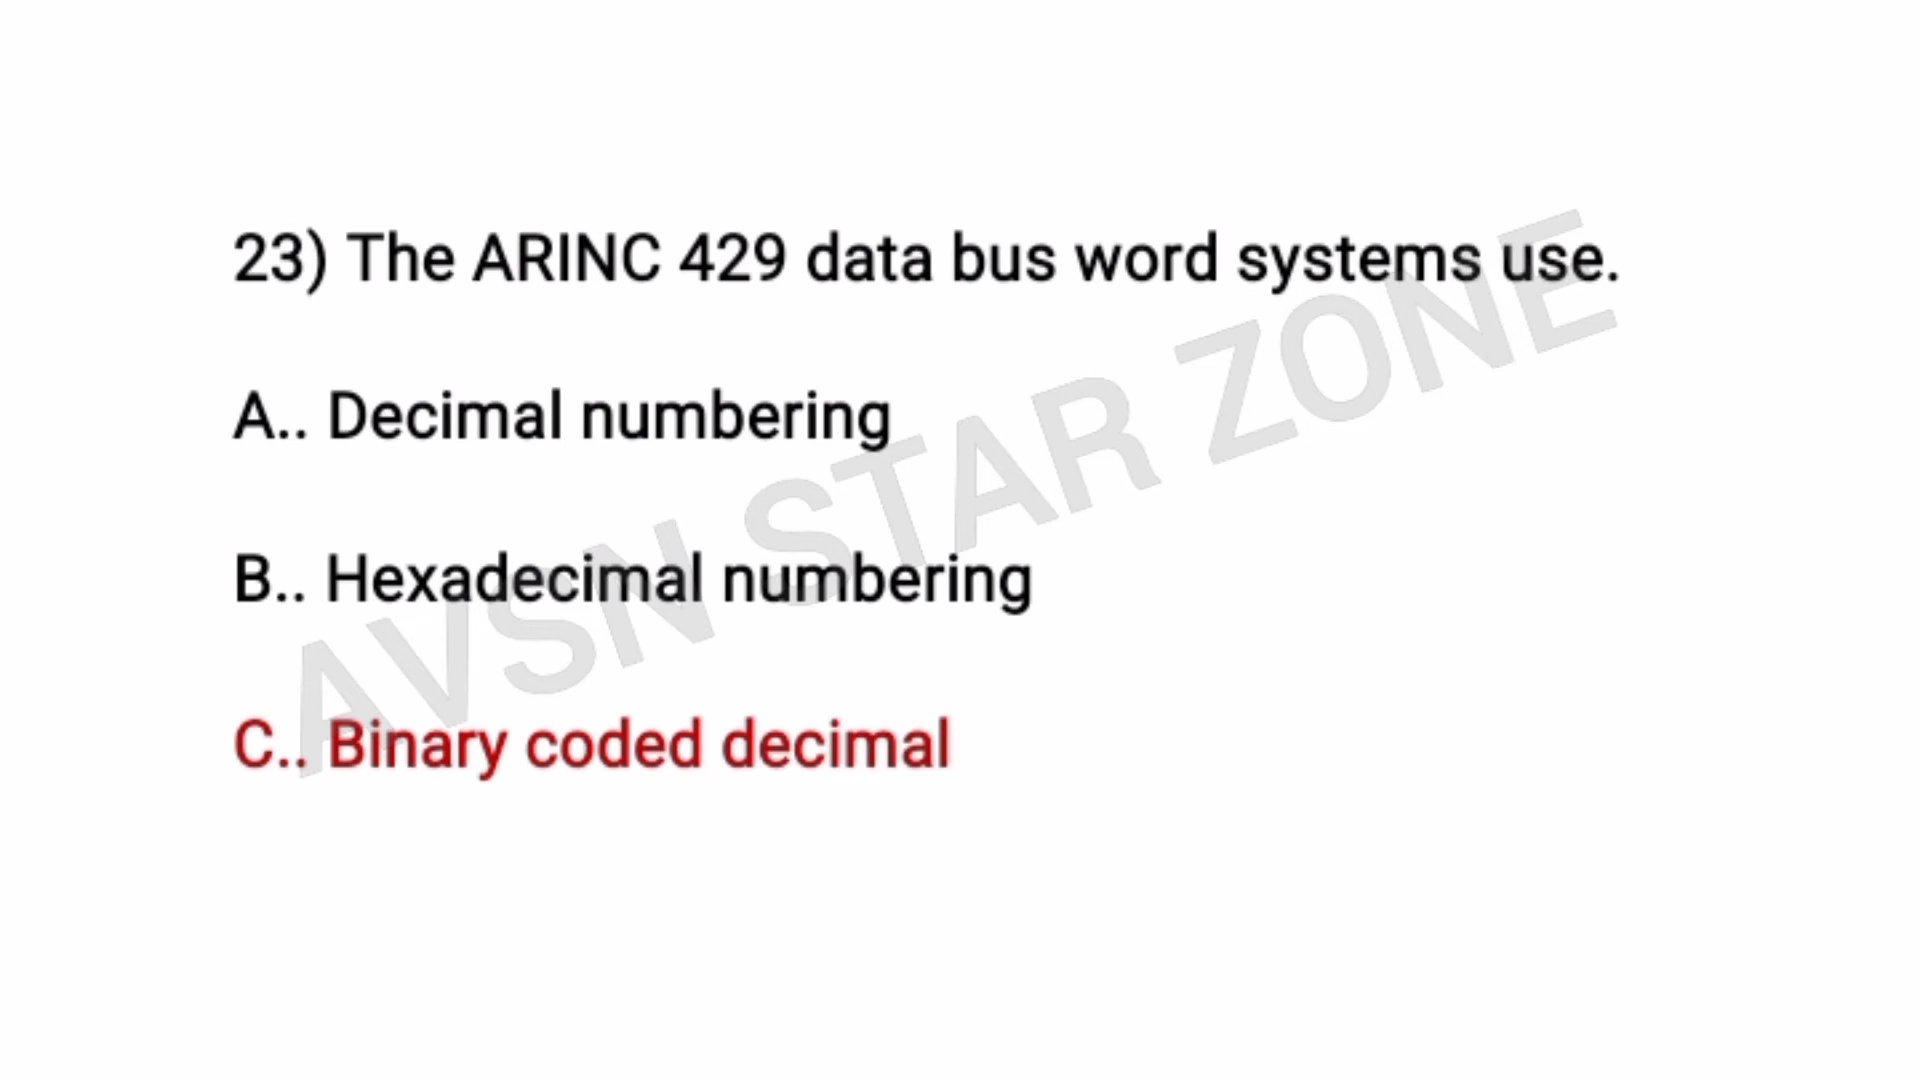 23) The ARINC 429 data bus word systems use.
A.. Decimal numbering
B.. Hexadecimal numbering
C.. Binary coded decimal
AVSN STAR ZONE